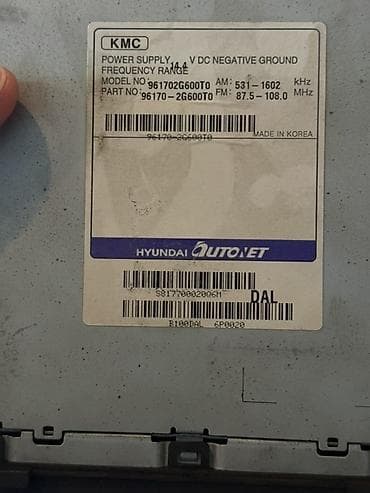 KMC
POWER SUPPLY 14.4 V DC NEGATIVE GROUND
FREQUENCY RANGE
MODEL NO: 961702G600T0 AM: 531-1602 kHz
PART NO: 96170-2G600T0 FM: 87.5-108.0 MHz
96170-2G600T0
MADE IN KOREA
HYUNDAI AUTONET
S81770002006M
DAL
B100DAL 6P0020